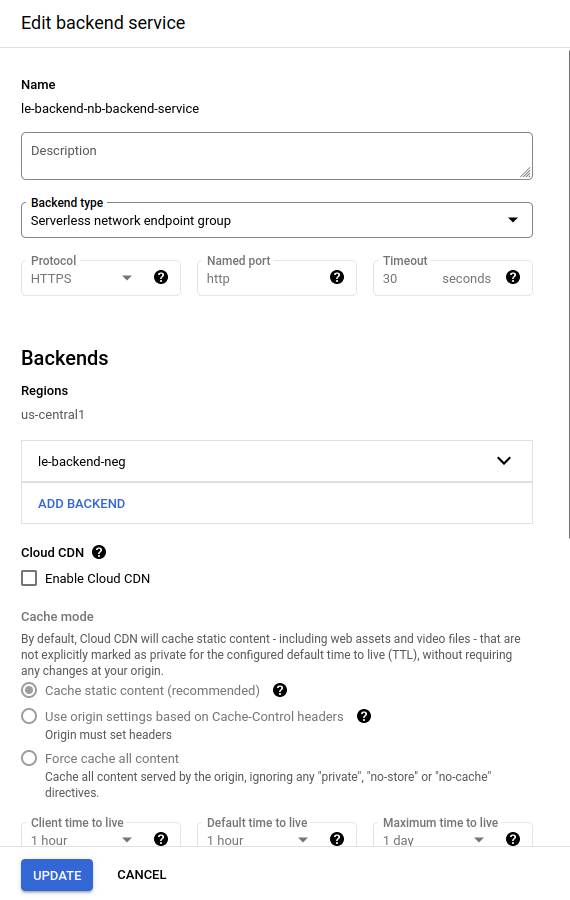 Edit backend service
Name
le-backend-nb-backend-service
Description
Backend type
Serverless network endpoint group
Protocol
HTTPS
Named port
http
Timeout
30 seconds
Backends
Regions
us-central1
le-backend-neg
ADD BACKEND
Cloud CDN
Enable Cloud CDN
Cache mode
By default, Cloud CDN will cache static content - including web assets and video files - that are
not explicitly marked as private for the configured default time to live (TTL), without requiring
any changes at your origin.
Cache static content (recommended)
Use origin settings based on Cache-Control headers
Origin must set headers
Force cache all content
Cache all content served by the origin, ignoring any "private", "no-store" or "no-cache"
directives.
Client time to live
1 hour
Default time to live
1 hour
Maximum time to live
1 day
UPDATE
CANCEL